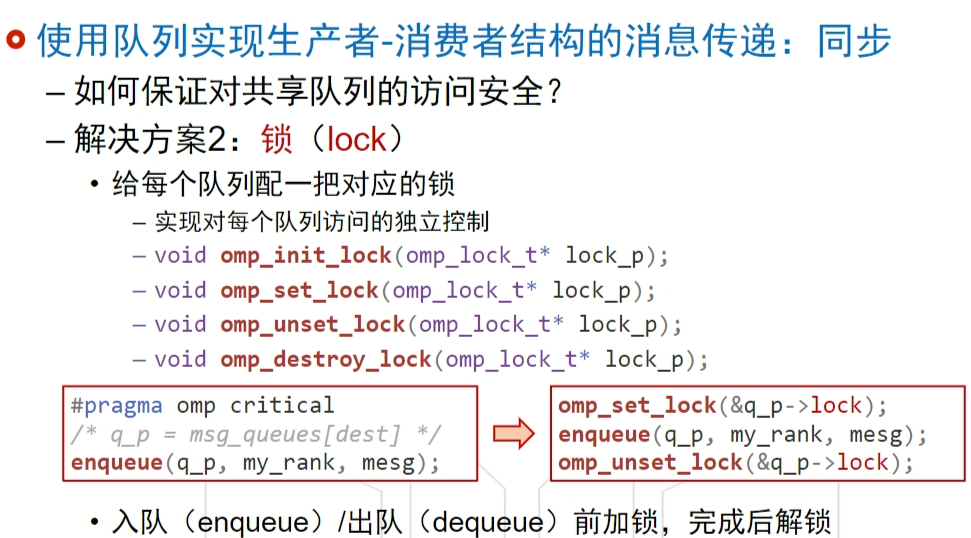 使用队列实现生产者-消费者结构的消息传递：同步
– 如何保证对共享队列的访问安全？
– 解决方案2：锁（lock）
• 给每个队列配一把对应的锁
– 实现对每个队列访问的独立控制
– void omp_init_lock(omp_lock_t* lock_p);
– void omp_set_lock(omp_lock_t* lock_p);
– void omp_unset_lock(omp_lock_t* lock_p);
– void omp_destroy_lock(omp_lock_t* lock_p);
#pragma omp critical
/* q_p = msg_queues[dest] */
enqueue(q_p, my_rank, mesg);
omp_set_lock(&q_p->lock);
enqueue(q_p, my_rank, mesg);
omp_unset_lock(&q_p->lock);
• 入队（enqueue）/出队（dequeue）前加锁，完成后解锁